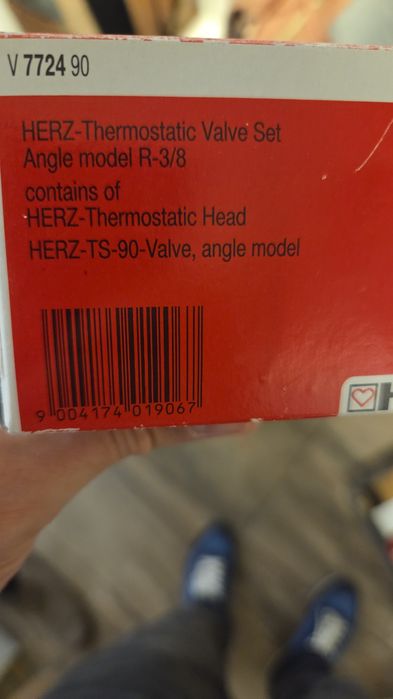 V 7724 90
HERZ-Thermostatic Valve Set
Angle model R-3/8
contains of
HERZ-Thermostatic Head
HERZ-TS-90-Valve, angle model
9 004174 019067
H